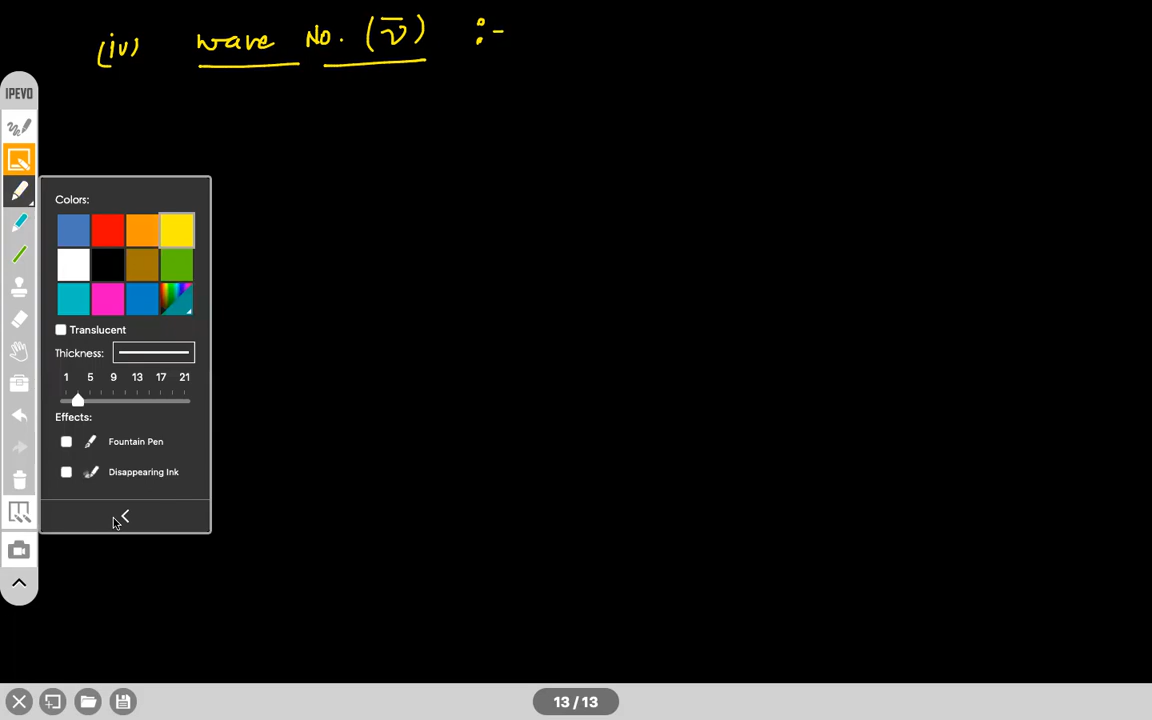 (iv) wave No. (ν̅) :-
IPEVO
Colors:
Translucent
Thickness:
1 5 9 13 17 21
Effects:
Fountain Pen
Disappearing Ink
13 / 13